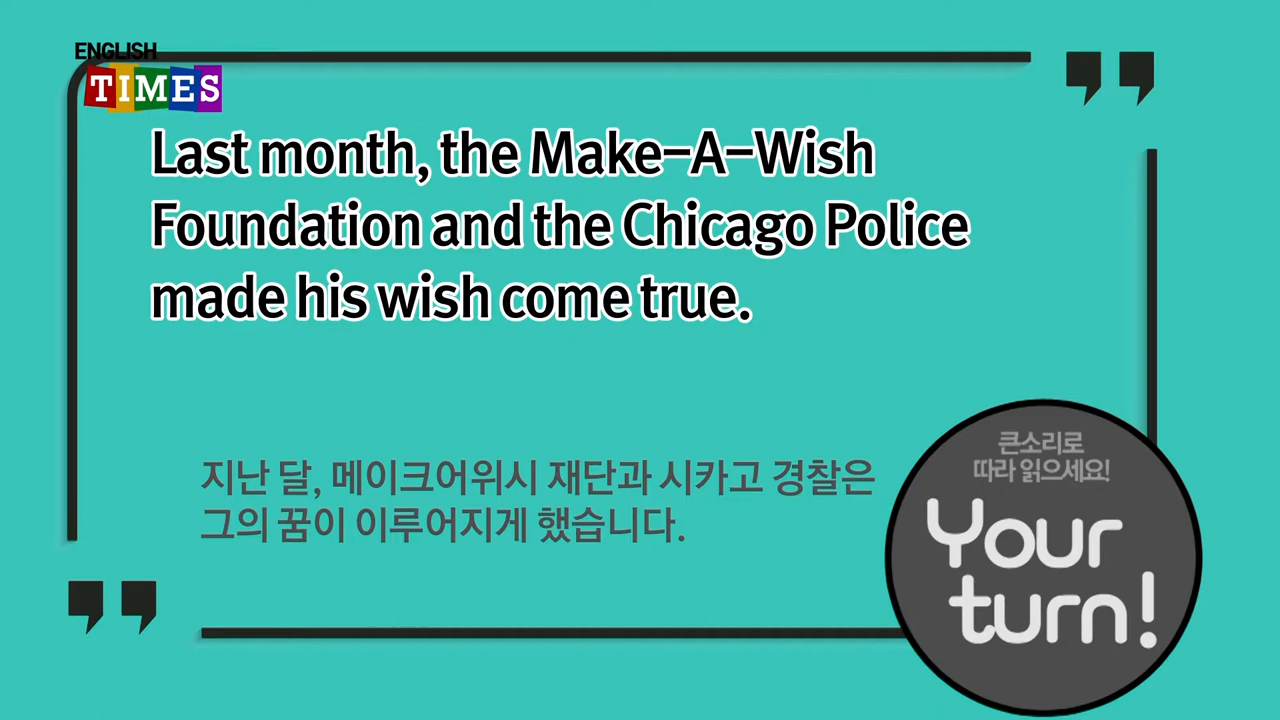 ENGLISH
TIMES
Last month, the Make-A-Wish
Foundation and the Chicago Police
made his wish come true.
지난 달, 메이크어위시 재단과 시카고 경찰은
그의 꿈이 이루어지게 했습니다.
큰소리로
따라 읽으세요!
Your
turn!